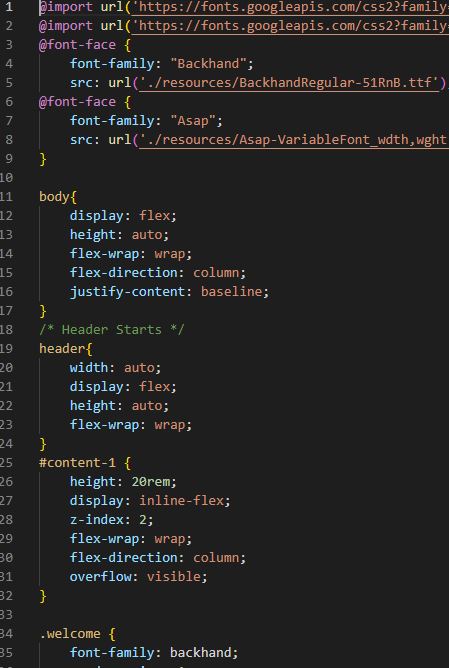 1 @import url('https://fonts.googleapis.com/css2?family
2 @import url('https://fonts.googleapis.com/css2?family
3 @font-face {
4     font-family: "Backhand";
5     src: url('./resources/BackhandRegular-51RnB.ttf')
6 @font-face {
7     font-family: "Asap";
8     src: url('./resources/Asap-VariableFont_wdth,wght
9 }
10
11 body{
12     display: flex;
13     height: auto;
14     flex-wrap: wrap;
15     flex-direction: column;
16     justify-content: baseline;
17 }
18 /* Header Starts */
19 header{
20     width: auto;
21     display: flex;
22     height: auto;
23     flex-wrap: wrap;
24 }
25 #content-1 {
26     height: 20rem;
27     display: inline-flex;
28     z-index: 2;
29     flex-wrap: wrap;
30     flex-direction: column;
31     overflow: visible;
32 }
33
34 .welcome {
35     font-family: backhand;